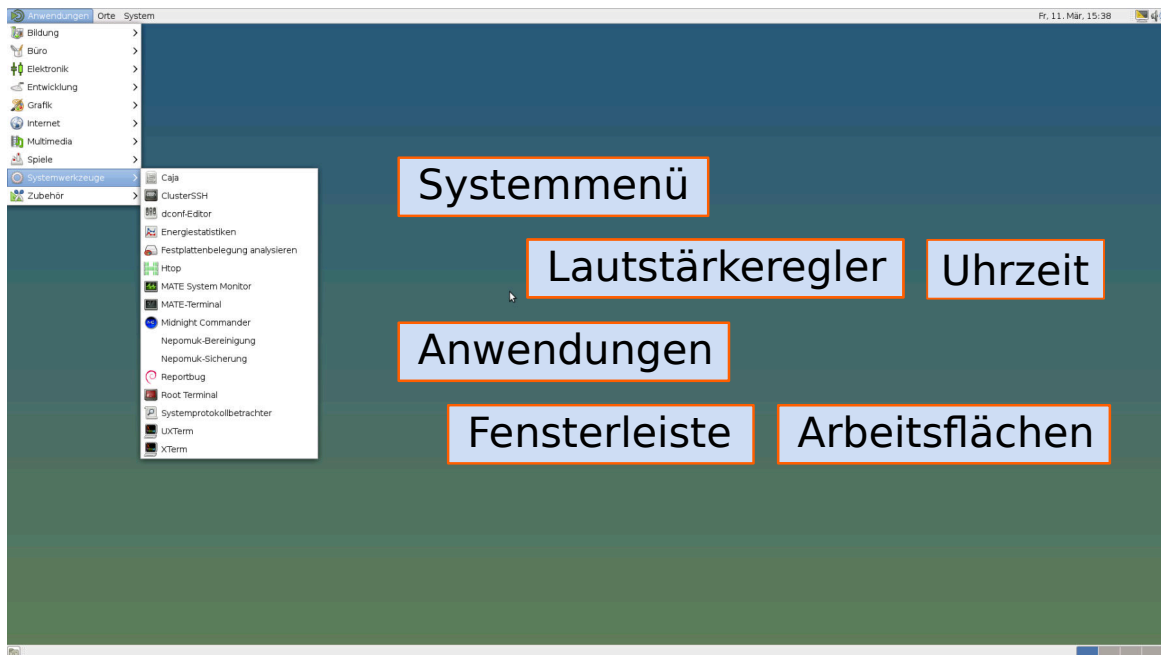 Anwendungen Orte System
Fr, 11. Mär, 15:38
Bildung
Büro
Elektronik
Entwicklung
Grafik
Internet
Multimedia
Spiele
Systemwerkzeuge
Zubehör
Caja
ClusterSSH
dconf-Editor
Energiestatistiken
Festplattenbelegung analysieren
Htop
MATE System Monitor
MATE-Terminal
Midnight Commander
Nepomuk-Bereinigung
Nepomuk-Sicherung
Reportbug
Root Terminal
Systemprotokollbetrachter
UXTerm
XTerm
Systemmenü
Lautstärkeregler
Uhrzeit
Anwendungen
Fensterleiste
Arbeitsflächen